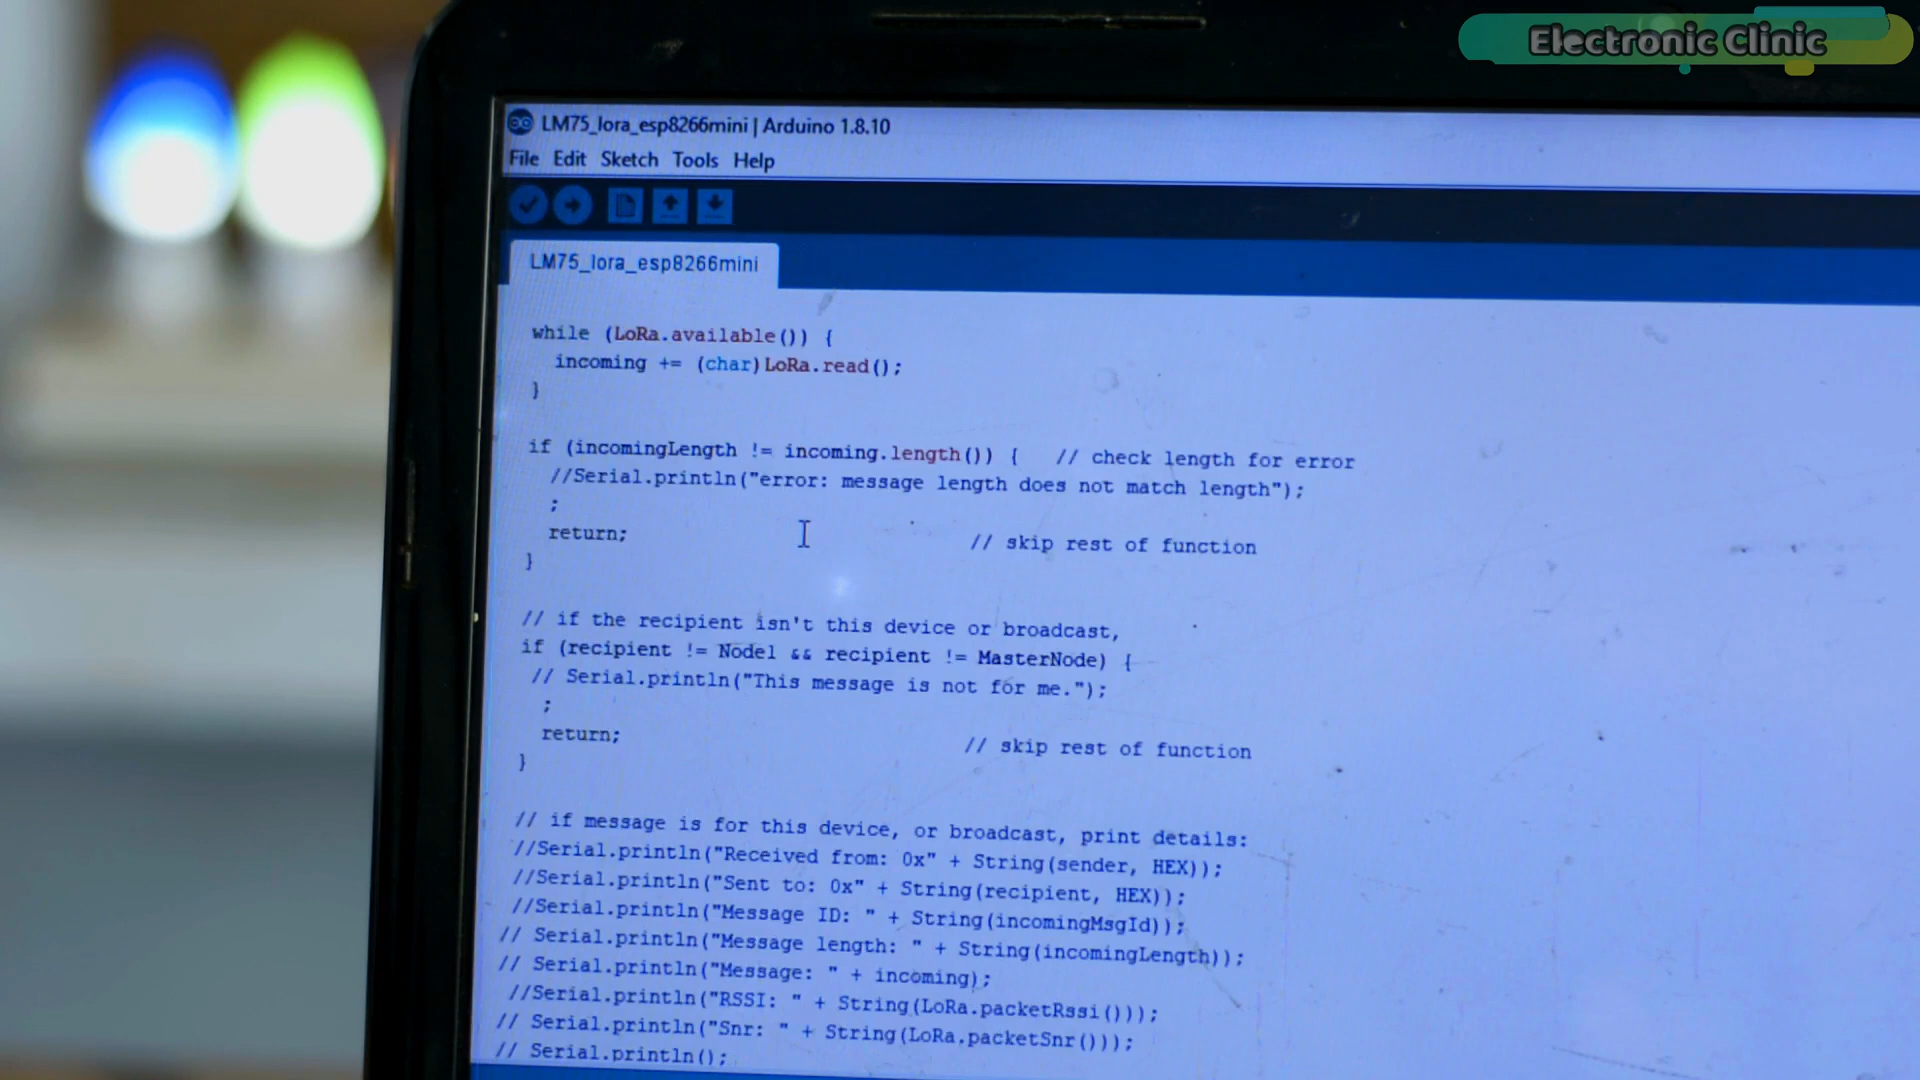 Electronic Clinic
LM75_lora_esp8266mini | Arduino 1.8.10
File Edit Sketch Tools Help
LM75_lora_esp8266mini
while (LoRa.available()) {
incoming += (char)LoRa.read();
}
if (incomingLength != incoming.length()) { // check length for error
//Serial.println("error: message length does not match length");
;
return; // skip rest of function
}
// if the recipient isn't this device or broadcast,
if (recipient != Node1 && recipient != MasterNode) {
// Serial.println("This message is not for me.");
;
return; // skip rest of function
}
// if message is for this device, or broadcast, print details:
//Serial.println("Received from: 0x" + String(sender, HEX));
//Serial.println("Sent to: 0x" + String(recipient, HEX));
//Serial.println("Message ID: " + String(incomingMsgId));
// Serial.println("Message length: " + String(incomingLength));
// Serial.println("Message: " + incoming);
//Serial.println("RSSI: " + String(LoRa.packetRssi()));
// Serial.println("Snr: " + String(LoRa.packetSnr()));
// Serial.println();